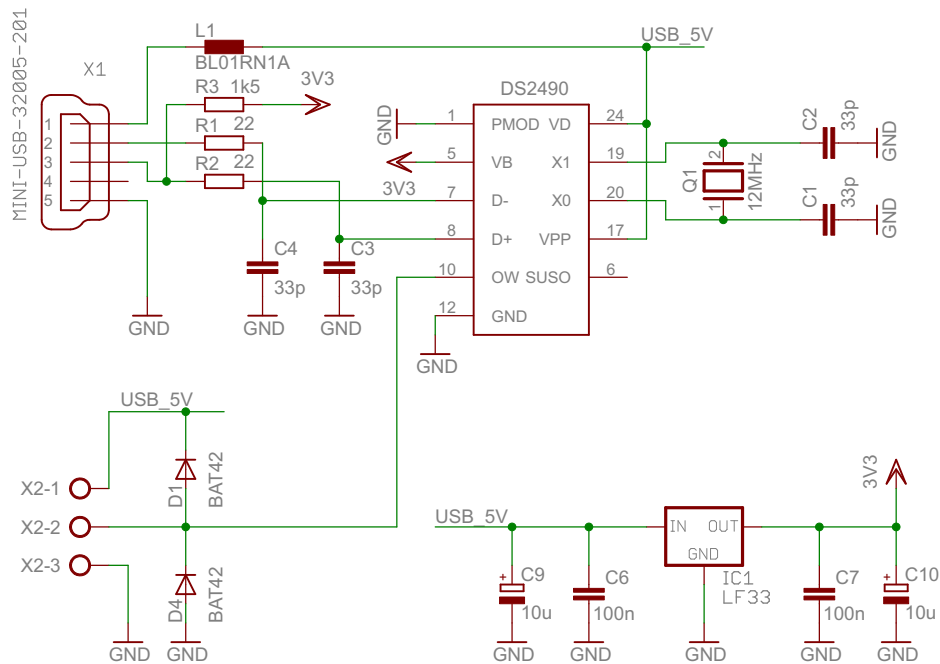 MINI-USB-32005-201
X1
1
2
3
4
5
L1
BL01RN1A
R3 1k5
3V3
R1 22
22
R2
USB_5V
DS2490
GND
1 PMOD VD 24
5 VB X1 19
3V3
7 D- X0 20
8 D+ VPP 17
10 OW SUSO 6
12 GND
GND
Q1
2
1
12MHz
C2
33p
GND
C1
33p
GND
C4
33p
C3
33p
GND
GND
GND
USB_5V
X2-1
X2-2
X2-3
D1
BAT42
D4
BAT42
GND
GND
USB_5V
IN OUT
GND
IC1
LF33
3V3
+
C9
10u
C6
100n
C7
100n
+
C10
10u
GND
GND
GND
GND
GND